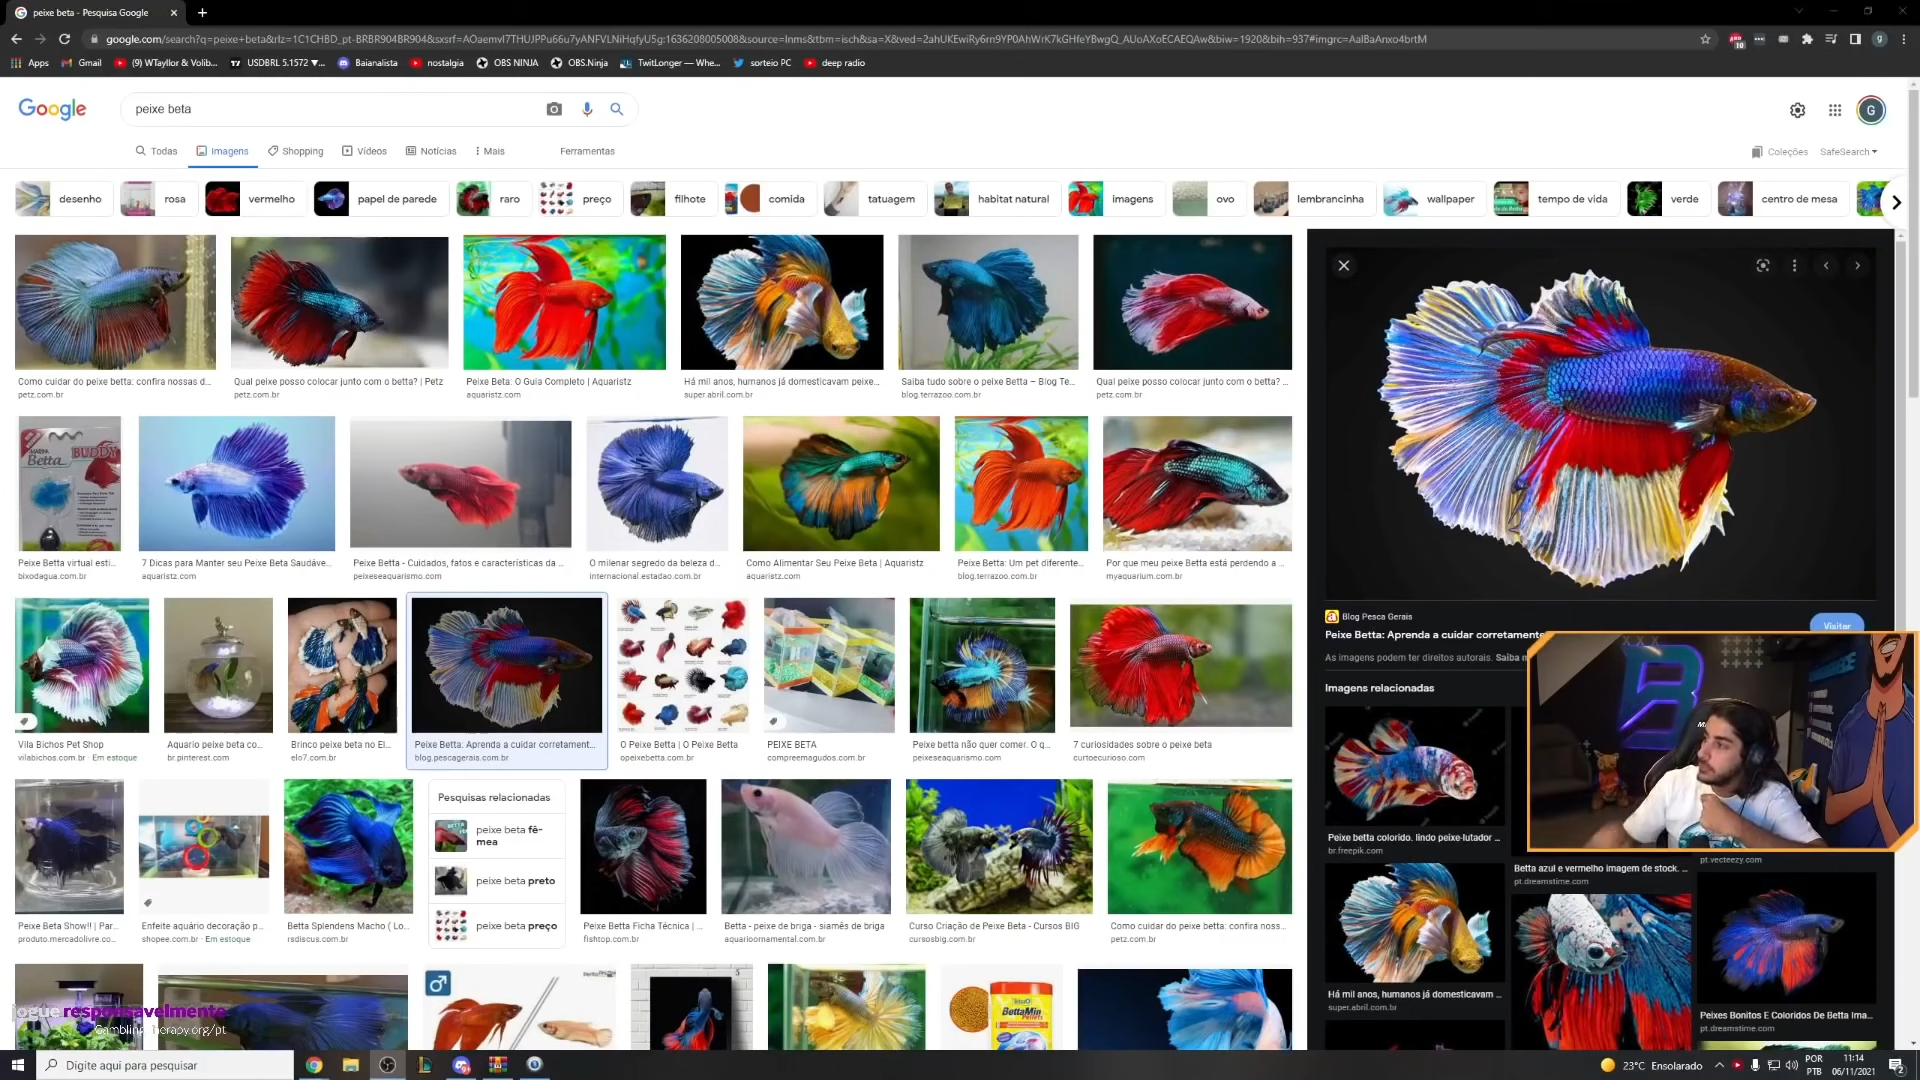 peixe beta - Pesquisa Google
google.com/search?q=peixe+beta&rlz=1C1CHBD_pt-BRBR904BR904&sxsrf=AOaemvI7THUJPPu66u7yANFVLNiHqfyU5g:1636208005008&source=lnms&tbm=isch&sa=X&ved=2ahUKEwiRy6rn9YP0AhWrK7kGHfeYBwgQ_AUoAXoECAEQAw&biw=1920&bih=937#imgrc=AalBaAnxo4brtM
Apps Gmail (9) WTayllor & Volib... USDBRL 5.1572 ▼... Baianalista nostalgia OBS NINJA OBS.Ninja TwitLonger — Whe... sorteio PC deep radio
Google peixe beta G
Todas Imagens Shopping Vídeos Notícias Mais Ferramentas Coleções SafeSearch
desenho rosa vermelho papel de parede raro preço filhote comida tatuagem habitat natural imagens ovo lembrancinha wallpaper tempo de vida verde centro de mesa
Como cuidar do peixe betta: confira nossas d...
petz.com.br
Qual peixe posso colocar junto com o betta? | Petz
petz.com.br
Peixe Beta: O Guia Completo | Aquaristz
aquaristz.com
Há mil anos, humanos já domesticavam peixe...
super.abril.com.br
Saiba tudo sobre o peixe Betta – Blog Te...
blog.terrazoo.com.br
Qual peixe posso colocar junto com o betta? ...
petz.com.br
MARINA
Betta
BUDDY
Peixe Betta virtual esti...
bixodagua.com.br
7 Dicas para Manter seu Peixe Beta Saudáve...
aquaristz.com
Peixe Betta - Cuidados, fatos e características da ...
peixeseaquarismo.com
O milenar segredo da beleza d...
internacional.estadao.com.br
Como Alimentar Seu Peixe Beta | Aquaristz
aquaristz.com
Peixe Betta: Um pet diferente...
blog.terrazoo.com.br
Por que meu peixe Betta está perdendo a ...
myaquarium.com.br
Vila Bichos Pet Shop
vilabichos.com.br · Em estoque
Aquario peixe beta co...
br.pinterest.com
Brinco peixe beta no El...
elo7.com.br
Peixe Betta: Aprenda a cuidar corretament...
blog.pescagerais.com.br
O Peixe Betta | O Peixe Betta
opeixebetta.com.br
PEIXE BETA
compreemagudos.com.br
Peixe betta não quer comer. O q...
peixeseaquarismo.com
7 curiosidades sobre o peixe beta
curtoecurioso.com
Peixe Beta Show!! | Par...
produto.mercadolivre.co...
Enfeite aquário decoração p...
shopee.com.br · Em estoque
Betta Splendens Macho ( Lo...
rsdiscus.com.br
Pesquisas relacionadas
peixe beta fê-
mea
peixe beta preto
peixe beta preço
Peixe Betta Ficha Técnica | ...
fishtop.com.br
Betta - peixe de briga - siamês de briga
aquarioornamental.com.br
Curso Criação de Peixe Beta - Cursos BIG
cursosbig.com.br
Como cuidar do peixe betta: confira noss...
petz.com.br
5
Tetra
BettaMin
Pellets
Blog Pesca Gerais
Visitar
Peixe Betta: Aprenda a cuidar corretamente
As imagens podem ter direitos autorais. Saiba m
Imagens relacionadas
Peixe betta colorido. lindo peixe-lutador ...
br.freepik.com
Betta azul e vermelho imagem de stock. ...
pt.dreamstime.com
pt.vecteezy.com
Há mil anos, humanos já domesticavam ...
super.abril.com.br
Peixes Bonitos E Coloridos De Betta Ima...
pt.dreamstime.com
jogue responsavelmente
Gamblingtherapy.org/pt
Digite aqui para pesquisar
23°C Ensolarado
POR
PTB
11:14
06/11/2021
2